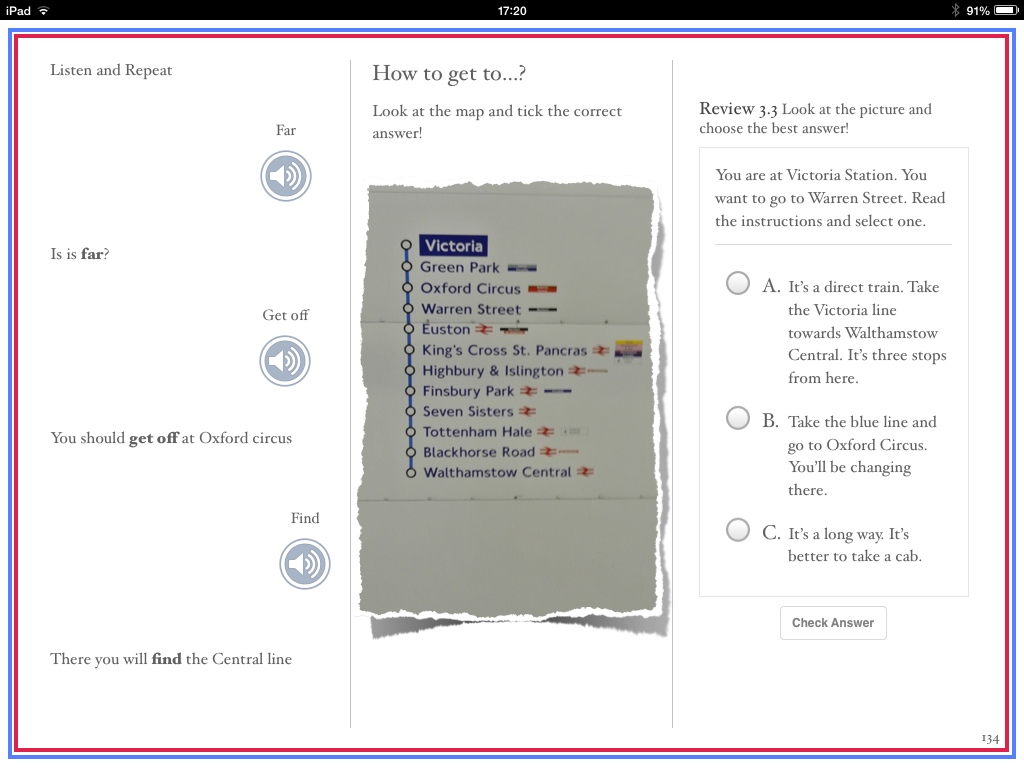 iPad
17:20
91%
Listen and Repeat
Far
Is is far?
Get off
You should get off at Oxford circus
Find
There you will find the Central line
How to get to...?
Look at the map and tick the correct
answer!
Victoria
Green Park
Oxford Circus
Warren Street
Euston
King's Cross St. Pancras
Highbury & Islington
Finsbury Park
Seven Sisters
Tottenham Hale
Blackhorse Road
Walthamstow Central
Review 3.3 Look at the picture and
choose the best answer!
You are at Victoria Station. You
want to go to Warren Street. Read
the instructions and select one.
A. It's a direct train. Take
the Victoria line
towards Walthamstow
Central. It's three stops
from here.
B. Take the blue line and
go to Oxford Circus.
You'll be changing
there.
C. It's a long way. It's
better to take a cab.
Check Answer
134